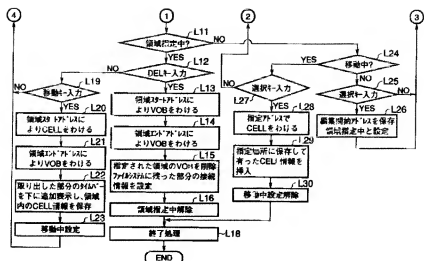 ④
①
②
③
L11
領域指定中?
NO
YES
L12
DELキー入力
NO
YES
L19
移動キー入力
NO
YES
L20
領域スタートアドレスに
よりCELLをわける
L21
領域エンドアドレスに
よりVOBをわける
L22
取り出した部分のタイムバー
を下に追加表示し、領域
内のCELL情報を保存
L23
移動中設定
L13
領域スタートアドレスに
よりVOBをわける
L14
領域エンドアドレスに
よりVOBをわける
L15
指定された領域のVOBを削除
ファイルシステムに残った部分の接続
情報を設定
L16
領域指定中解除
L18
終了処理
END
L24
移動中?
NO
YES
L25
選択キー入力
NO
YES
L26
編集開始アドレスを保存
領域指定中と設定
選択キー入力
NO
L27
YES
L28
指定アドレスで
CELLをわける
L29
指定場所に保存して
有ったCELL情報を
挿入
L30
移動中設定解除